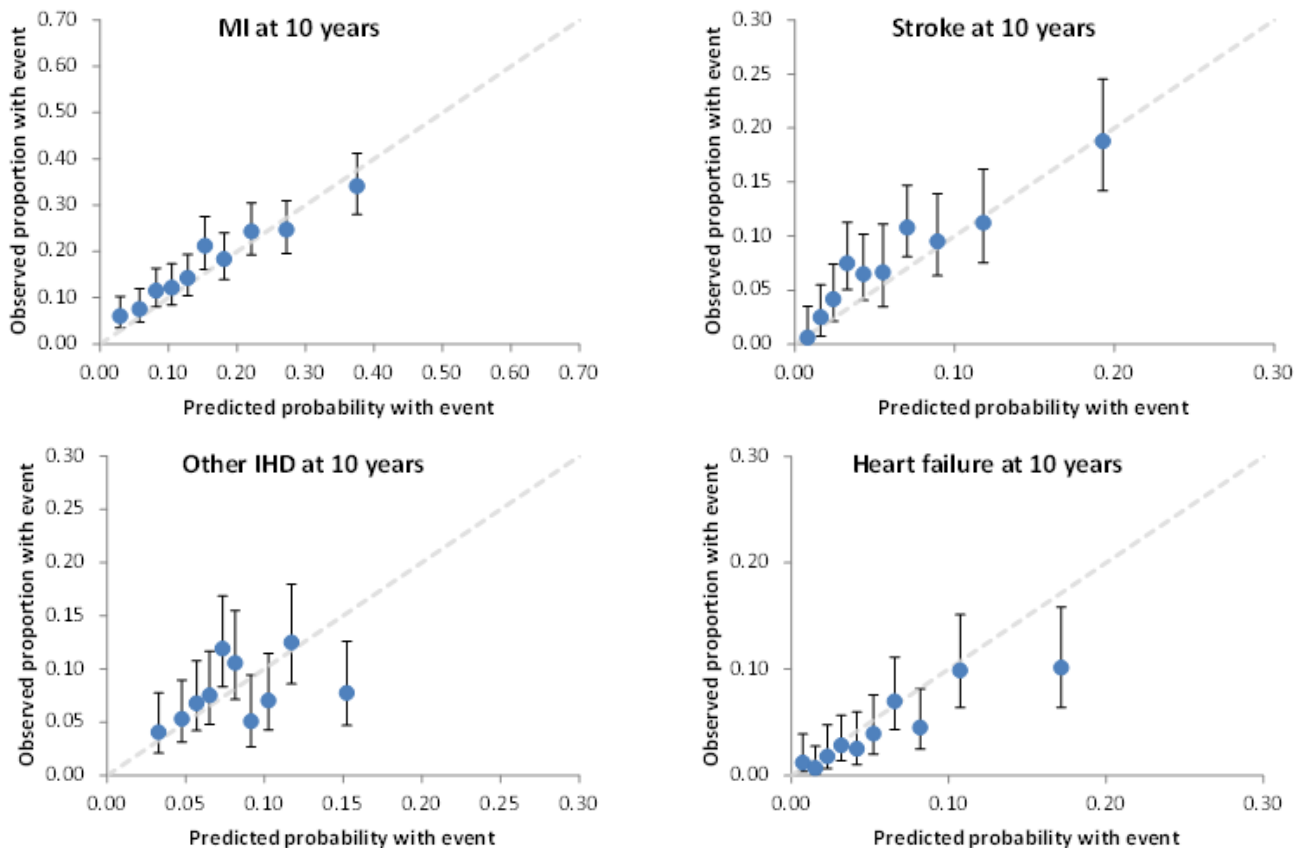 MI at 10 years
Observed proportion with event
0.70
0.60
0.50
0.40
0.30
0.20
0.10
0.00
0.00 0.10 0.20 0.30 0.40 0.50 0.60 0.70
Predicted probability with event
Stroke at 10 years
Observed proportion with event
0.30
0.25
0.20
0.15
0.10
0.05
0.00
0.00 0.10 0.20 0.30
Predicted probability with event
Other IHD at 10 years
Observed proportion with event
0.30
0.25
0.20
0.15
0.10
0.05
0.00
0.00 0.05 0.10 0.15 0.20 0.25 0.30
Predicted probability with event
Heart failure at 10 years
Observed proportion with event
0.30
0.20
0.10
0.00
0.00 0.10 0.20 0.30
Predicted probability with event